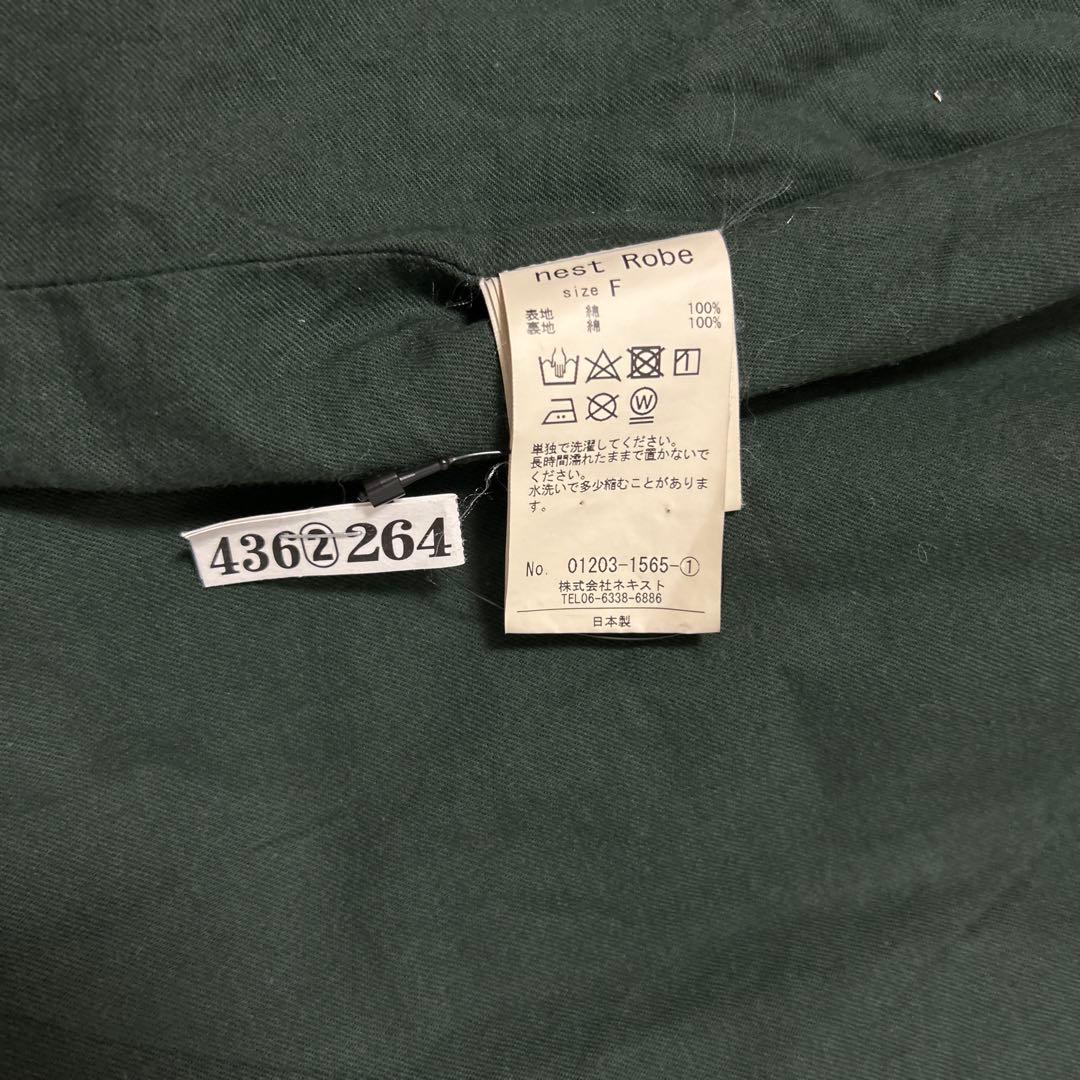 nest Robe
size F
表地 綿 100%
裏地 綿 100%
1
W
単独で洗濯してください。
長時間濡れたままで置かないで
ください。
水洗いで多少縮むことがありま
す。
No. 01203-1565-①
株式会社ネキスト
TEL06-6338-6886
日本製
436②264